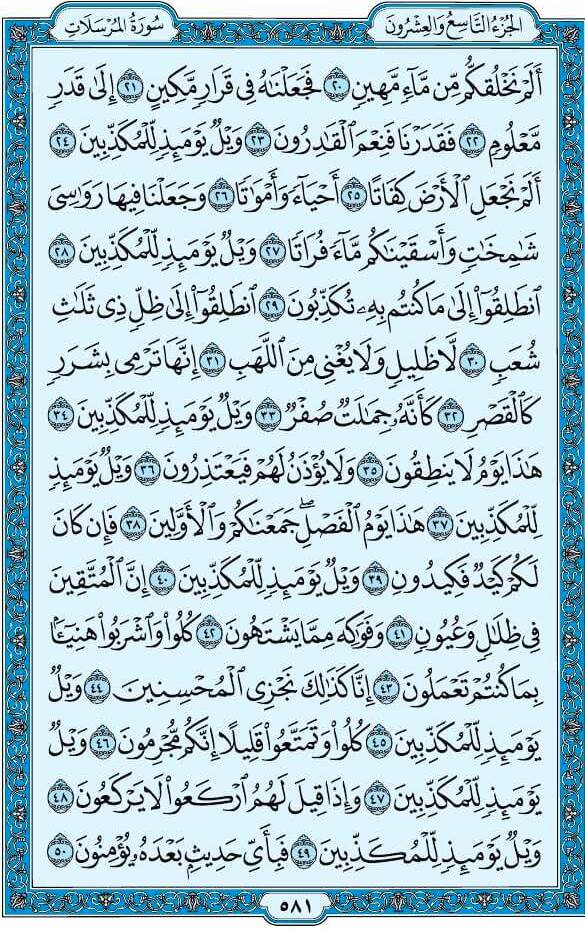 الجزء التاسع والعشرون
سورة المرسلات
أَلَمْ نَخْلُقكُّم مِّن مَّآءٍ مَّهِينٍ ٢٠ فَجَعَلْنَٰهُ فِى قَرَارٍ مَّكِينٍ ٢١ إِلَىٰ قَدَرٍ
مَّعْلُومٍ ٢٢ فَقَدَرْنَا فَنِعْمَ ٱلْقَٰدِرُونَ ٢٣ وَيْلٌ يَوْمَئِذٍ لِّلْمُكَذِّبِينَ ٢٤
أَلَمْ نَجْعَلِ ٱلْأَرْضَ كِفَاتًا ٢٥ أَحْيَآءً وَأَمْوَٰتًا ٢٦ وَجَعَلْنَا فِيهَا رَوَٰسِىَ
شَٰمِخَٰتٍ وَأَسْقَيْنَٰكُم مَّآءً فُرَاتًا ٢٧ وَيْلٌ يَوْمَئِذٍ لِّلْمُكَذِّبِينَ ٢٨
ٱنطَلِقُوٓا۟ إِلَىٰ مَا كُنتُم بِهِۦ تُكَذِّبُونَ ٢٩ ٱنطَلِقُوٓا۟ إِلَىٰ ظِلٍّ ذِى ثَلَٰثِ
شُعَبٍ ٣٠ لَّا ظَلِيلٍ وَلَا يُغْنِى مِنَ ٱللَّهَبِ ٣١ إِنَّهَا تَرْمِى بِشَرَرٍ
كَٱلْقَصْرِ ٣٢ كَأَنَّهُۥ جِمَٰلَتٌ صُفْرٌ ٣٣ وَيْلٌ يَوْمَئِذٍ لِّلْمُكَذِّبِينَ ٣٤
هَٰذَا يَوْمُ لَا يَنطِقُونَ ٣٥ وَلَا يُؤْذَنُ لَهُمْ فَيَعْتَذِرُونَ ٣٦ وَيْلٌ يَوْمَئِذٍ
لِّلْمُكَذِّبِينَ ٣٧ هَٰذَا يَوْمُ ٱلْفَصْلِ ۖ جَمَعْنَٰكُمْ وَٱلْأَوَّلِينَ ٣٨ فَإِن كَانَ
لَكُمْ كَيْدٌ فَكِيدُونِ ٣٩ وَيْلٌ يَوْمَئِذٍ لِّلْمُكَذِّبِينَ ٤٠ إِنَّ ٱلْمُتَّقِينَ
فِى ظِلَٰلٍ وَعُيُونٍ ٤١ وَفَوَٰكِهَ مِمَّا يَشْتَهُونَ ٤٢ كُلُوا۟ وَٱشْرَبُوا۟ هَنِيٓـًٔۢا
بِمَا كُنتُمْ تَعْمَلُونَ ٤٣ إِنَّا كَذَٰلِكَ نَجْزِى ٱلْمُحْسِنِينَ ٤٤ وَيْلٌ
يَوْمَئِذٍ لِّلْمُكَذِّبِينَ ٤٥ كُلُوا۟ وَتَمَتَّعُوا۟ قَلِيلًا إِنَّكُم مُّجْرِمُونَ ٤٦ وَيْلٌ
يَوْمَئِذٍ لِّلْمُكَذِّبِينَ ٤٧ وَإِذَا قِيلَ لَهُمُ ٱرْكَعُوا۟ لَا يَرْكَعُونَ ٤٨
وَيْلٌ يَوْمَئِذٍ لِّلْمُكَذِّبِينَ ٤٩ فَبِأَىِّ حَدِيثٍۭ بَعْدَهُۥ يُؤْمِنُونَ ٥٠
٥٨١